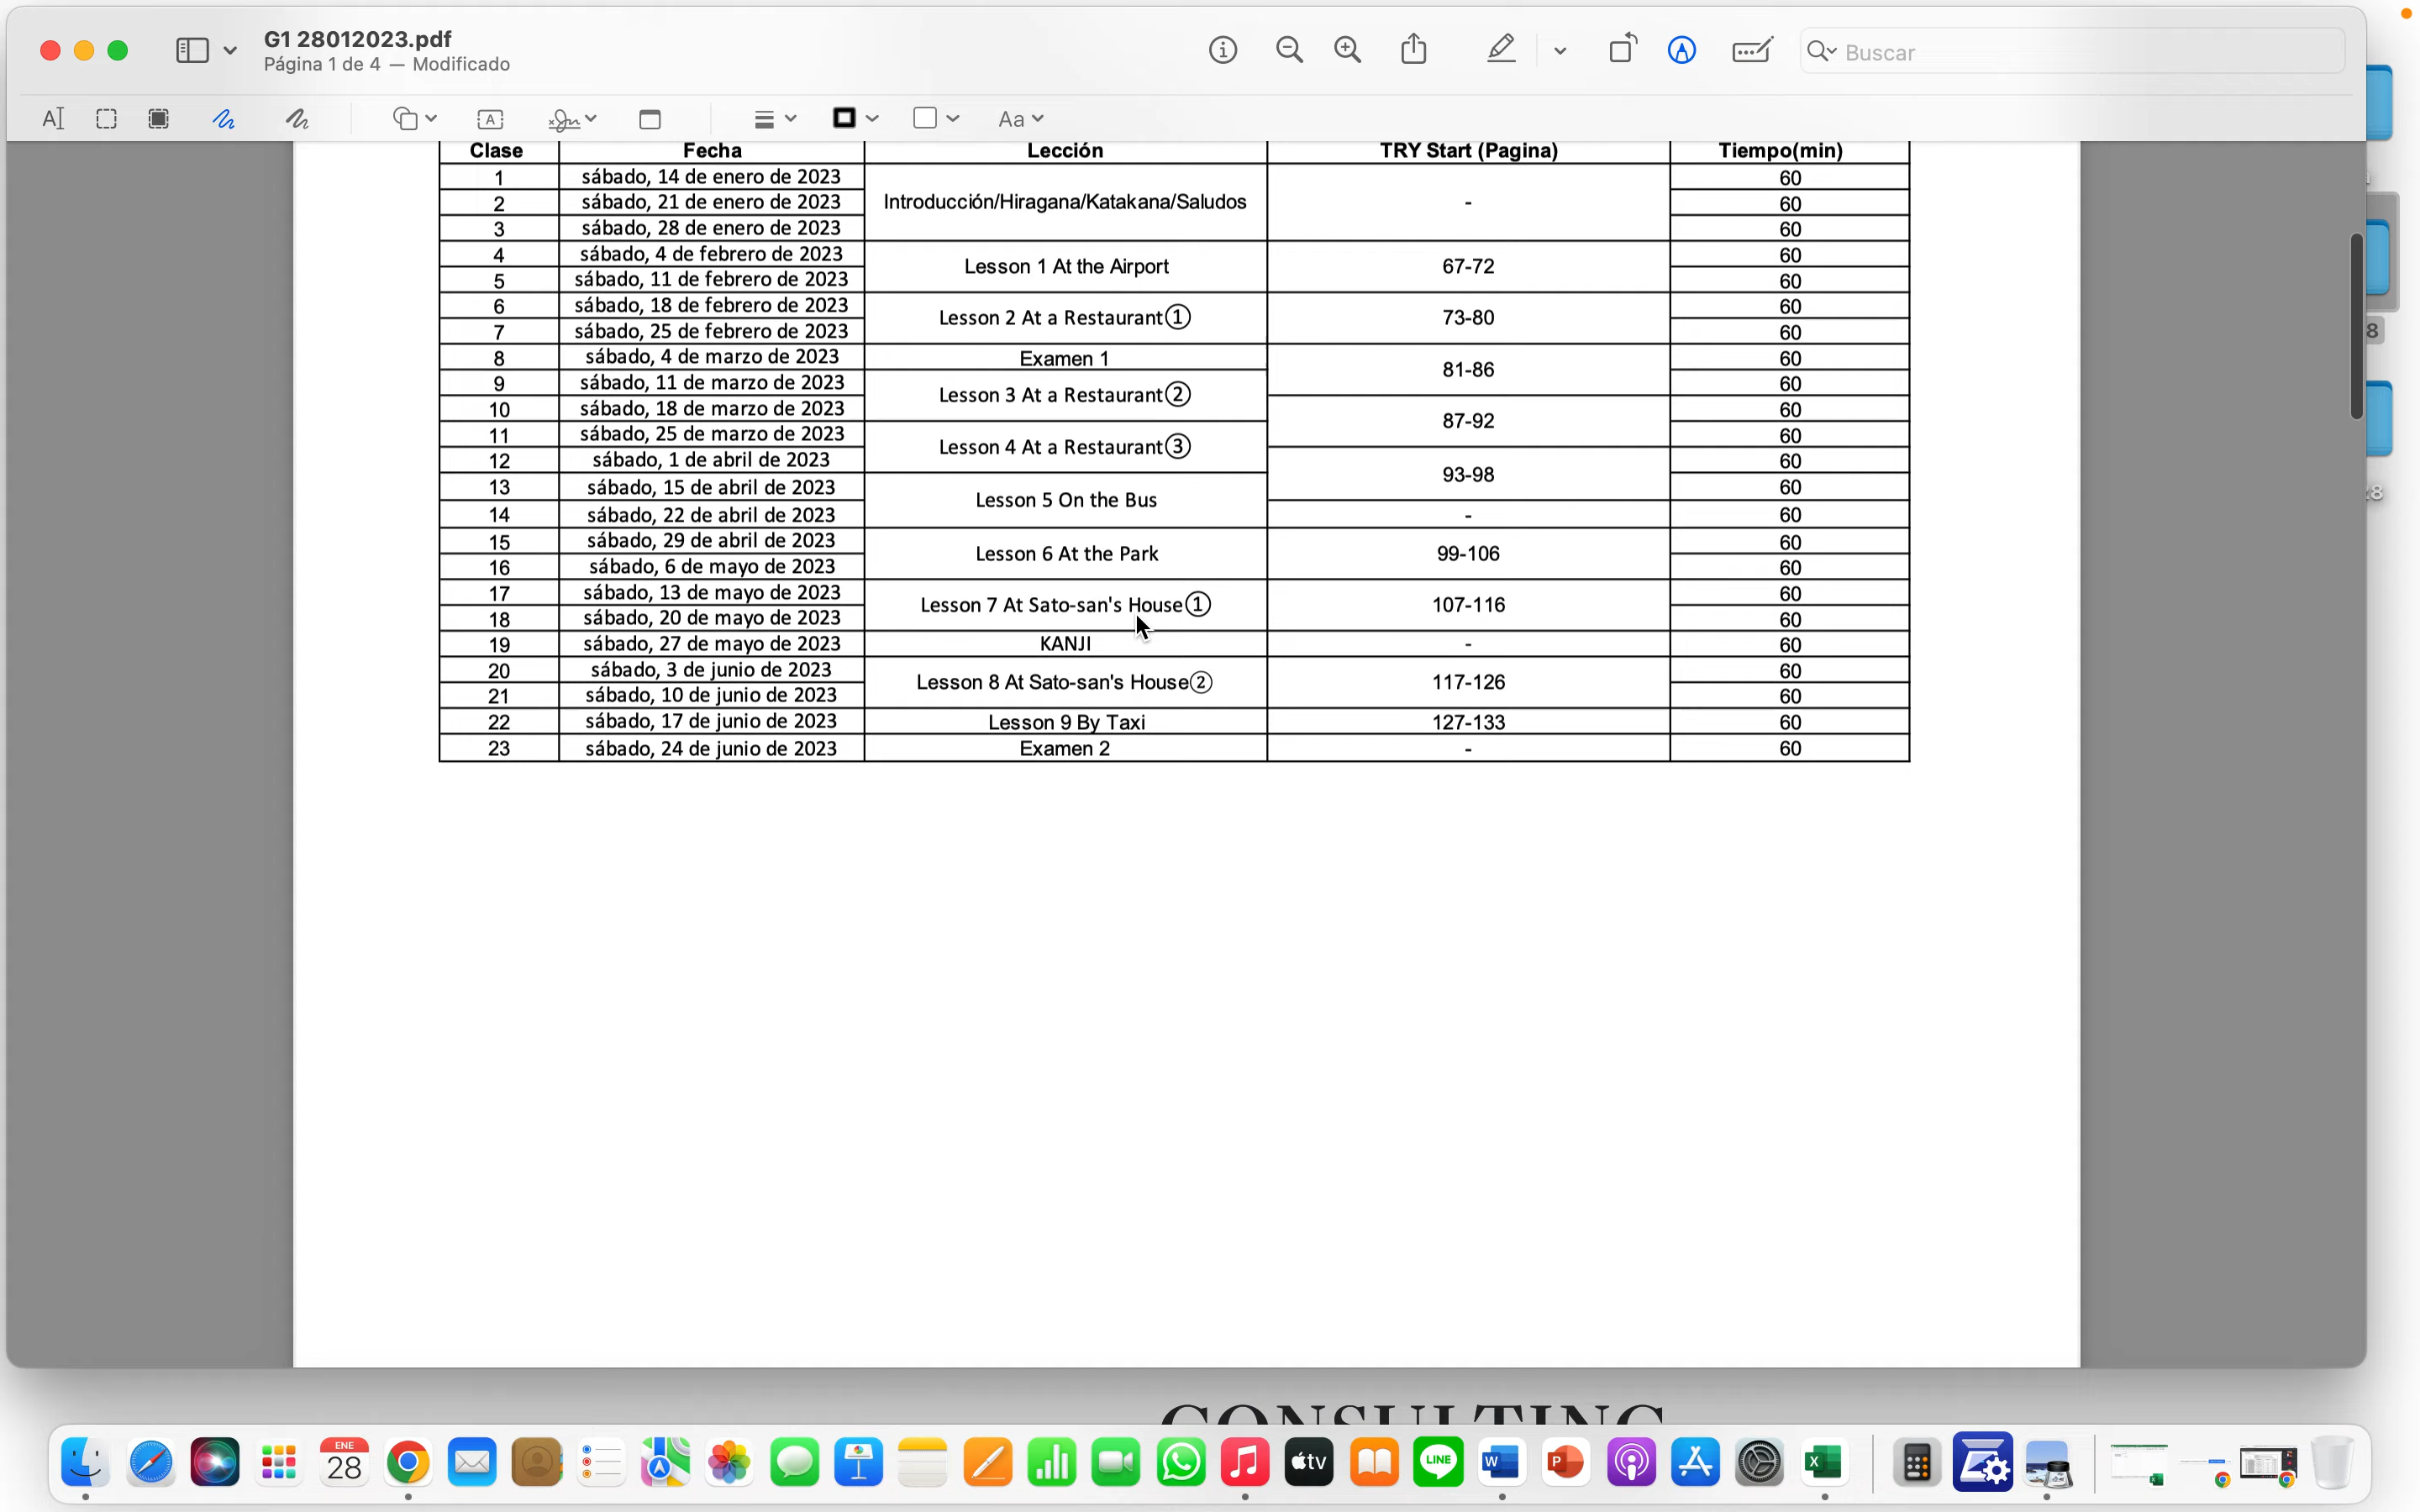 G1 28012023.pdf
Página 1 de 4 — Modificado
Buscar
Aa
Clase Fecha Lección TRY Start (Pagina) Tiempo(min)
1 sábado, 14 de enero de 2023 Introducción/Hiragana/Katakana/Saludos - 60
2 sábado, 21 de enero de 2023 60
3 sábado, 28 de enero de 2023 60
4 sábado, 4 de febrero de 2023 Lesson 1 At the Airport 67-72 60
5 sábado, 11 de febrero de 2023 60
6 sábado, 18 de febrero de 2023 Lesson 2 At a Restaurant① 73-80 60
7 sábado, 25 de febrero de 2023 60
8 sábado, 4 de marzo de 2023 Examen 1 81-86 60
9 sábado, 11 de marzo de 2023 Lesson 3 At a Restaurant② 60
10 sábado, 18 de marzo de 2023 87-92 60
11 sábado, 25 de marzo de 2023 Lesson 4 At a Restaurant③ 60
12 sábado, 1 de abril de 2023 93-98 60
13 sábado, 15 de abril de 2023 Lesson 5 On the Bus 60
14 sábado, 22 de abril de 2023 - 60
15 sábado, 29 de abril de 2023 Lesson 6 At the Park 99-106 60
16 sábado, 6 de mayo de 2023 60
17 sábado, 13 de mayo de 2023 Lesson 7 At Sato-san's House① 107-116 60
18 sábado, 20 de mayo de 2023 60
19 sábado, 27 de mayo de 2023 KANJI - 60
20 sábado, 3 de junio de 2023 Lesson 8 At Sato-san's House② 117-126 60
21 sábado, 10 de junio de 2023 60
22 sábado, 17 de junio de 2023 Lesson 9 By Taxi 127-133 60
23 sábado, 24 de junio de 2023 Examen 2 - 60
8
CONSULTING
ENE
28
tv
LINE
W
P
X